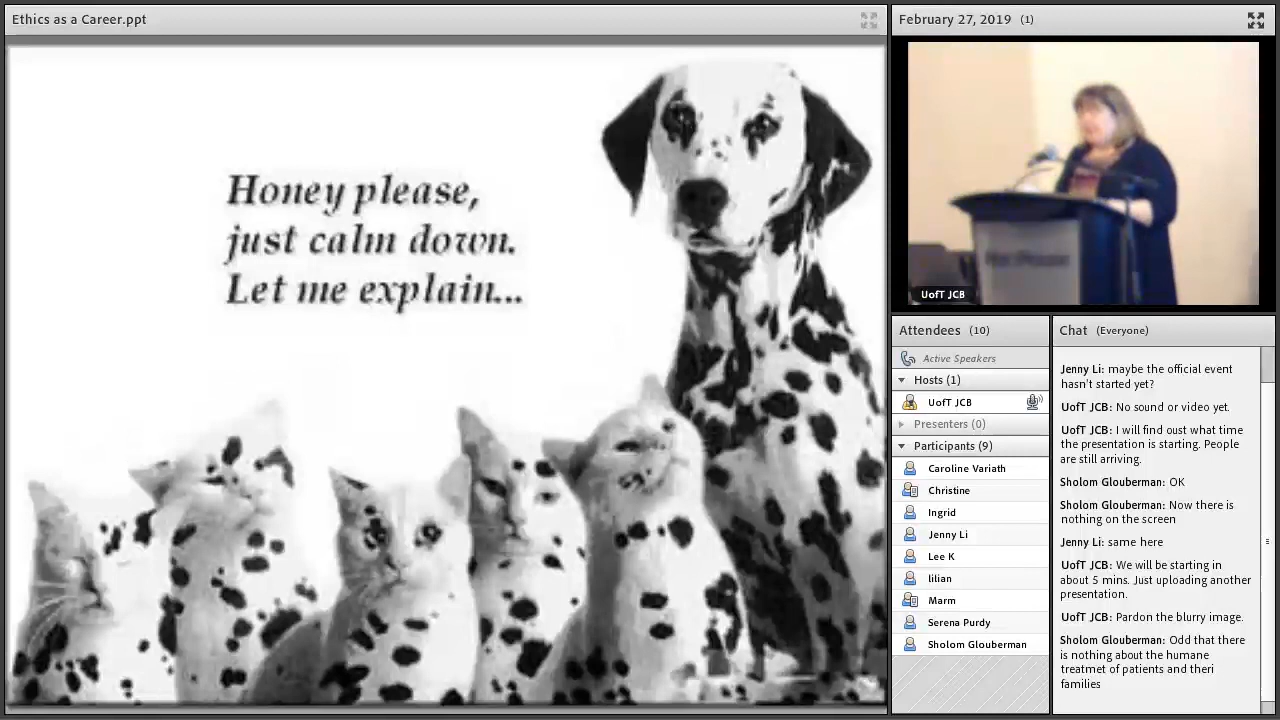 Ethics as a Career.ppt
Honey please,
just calm down.
Let me explain...
February 27, 2019 (1)
UofT JCB
Attendees (10)
Active Speakers
Hosts (1)
UofT JCB
Presenters (0)
Participants (9)
Caroline Variath
Christine
Ingrid
Jenny Li
Lee K
lilian
Marm
Serena Purdy
Sholom Glouberman
Chat (Everyone)
Jenny Li: maybe the official event
hasn't started yet?
UofT JCB: No sound or video yet.
UofT JCB: I will find oust what time
the presentation is starting. People
are still arriving
Sholom Glouberman: OK
Sholom Glouberman: Now there is
nothing on the screen
Jenny Li: same here
UofT JCB: We will be starting in
about 5 mins. Just uploading another
presentation.
UofT JCB: Pardon the blurry image.
Sholom Glouberman: Odd that there
is nothing about the humane
treatmet of patients and theri
families